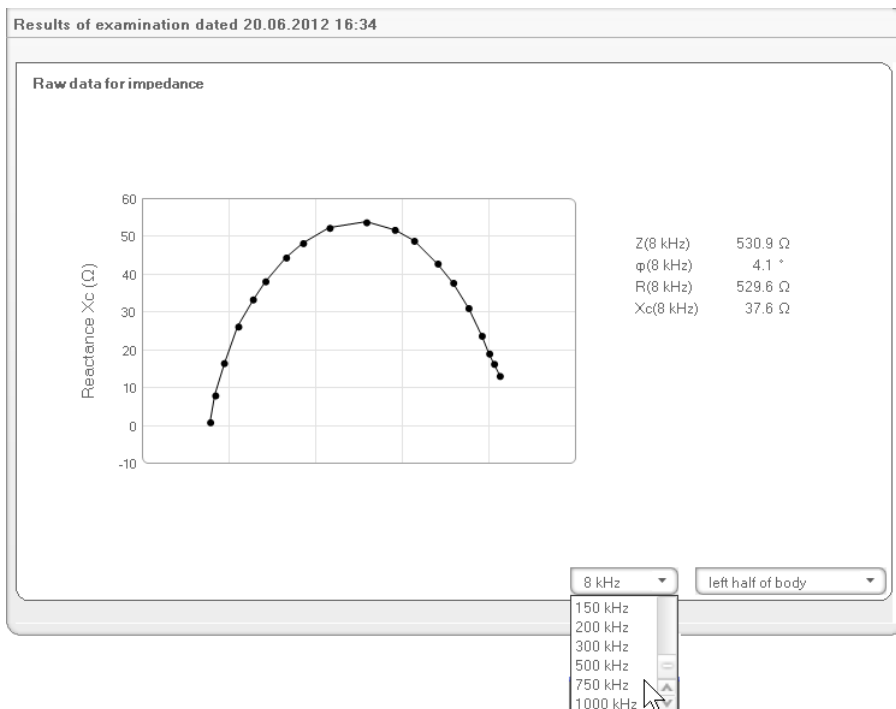 Results of examination dated 20.06.2012 16:34
Raw data for impedance
60
50
40
30
20
10
0
-10
Reactance Xc (Ω)
Z(8 kHz) 530.9 Ω
φ(8 kHz) 4.1 °
R(8 kHz) 529.6 Ω
Xc(8 kHz) 37.6 Ω
8 kHz left half of body
150 kHz
200 kHz
300 kHz
500 kHz
750 kHz
1000 kHz